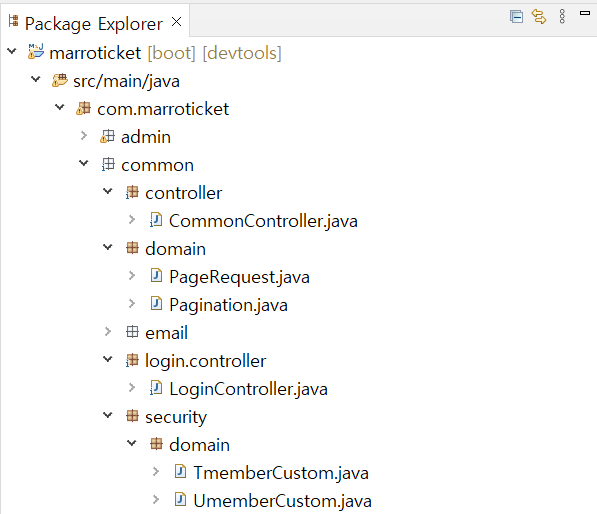 Package Explorer
marroticket [boot] [devtools]
src/main/java
com.marroticket
admin
common
controller
CommonController.java
domain
PageRequest.java
Pagination.java
email
login.controller
LoginController.java
security
domain
TmemberCustom.java
UmemberCustom.java